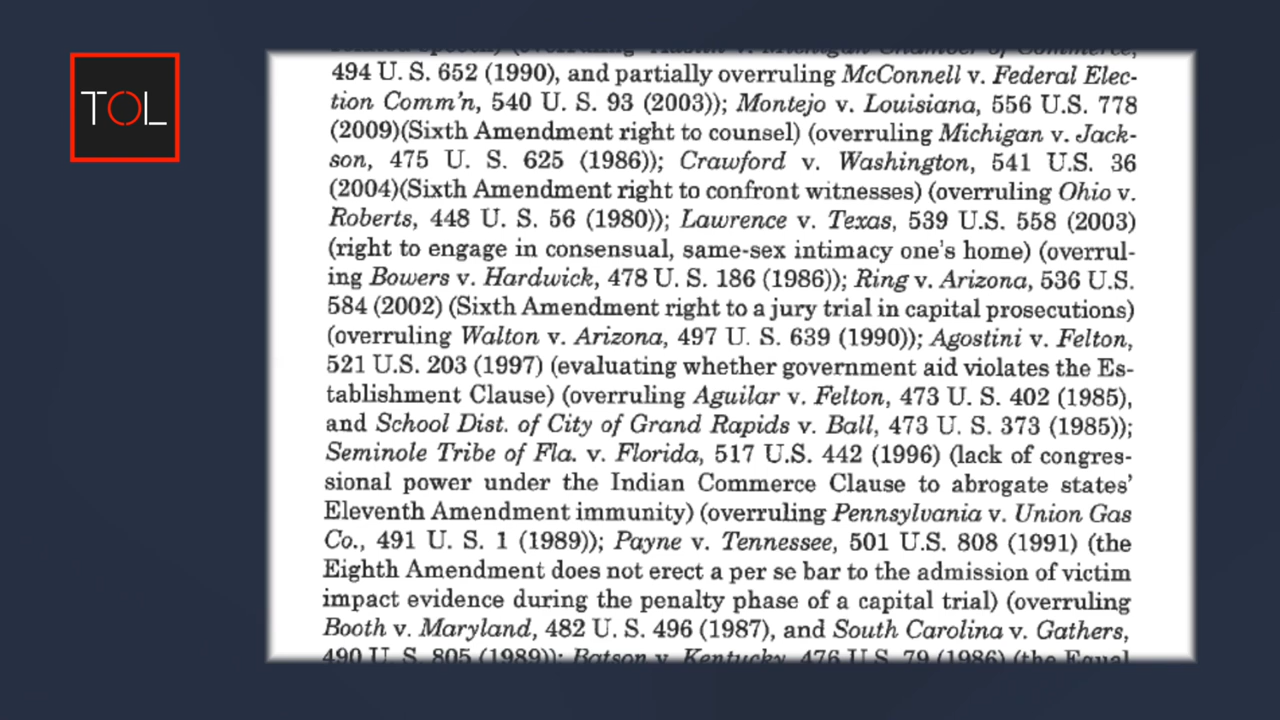 TOL
494 U. S. 652 (1990), and partially overruling McConnell v. Federal Elec-
tion Comm'n, 540 U. S. 93 (2003)); Montejo v. Louisiana, 556 U.S. 778
(2009)(Sixth Amendment right to counsel) (overruling Michigan v. Jack-
son, 475 U. S. 625 (1986)); Crawford v. Washington, 541 U.S. 36
(2004)(Sixth Amendment right to confront witnesses) (overruling Ohio v.
Roberts, 448 U. S. 56 (1980)); Lawrence v. Texas, 539 U.S. 558 (2003)
(right to engage in consensual, same-sex intimacy one's home) (overrul-
ing Bowers v. Hardwick, 478 U. S. 186 (1986)); Ring v. Arizona, 536 U.S.
584 (2002) (Sixth Amendment right to a jury trial in capital prosecutions)
(overruling Walton v. Arizona, 497 U. S. 639 (1990)); Agostini v. Felton,
521 U.S. 203 (1997) (evaluating whether government aid violates the Es-
tablishment Clause) (overruling Aguilar v. Felton, 473 U. S. 402 (1985),
and School Dist. of City of Grand Rapids v. Ball, 473 U. S. 373 (1985));
Seminole Tribe of Fla. v. Florida, 517 U.S. 442 (1996) (lack of congres-
sional power under the Indian Commerce Clause to abrogate states'
Eleventh Amendment immunity) (overruling Pennsylvania v. Union Gas
Co., 491 U. S. 1 (1989)); Payne v. Tennessee, 501 U.S. 808 (1991) (the
Eighth Amendment does not erect a per se bar to the admission of victim
impact evidence during the penalty phase of a capital trial) (overruling
Booth v. Maryland, 482 U. S. 496 (1987), and South Carolina v. Gathers,
490 U. S. 805 (1989)); Batson v. Kentucky, 476 U.S. 79 (1986) (the Equal